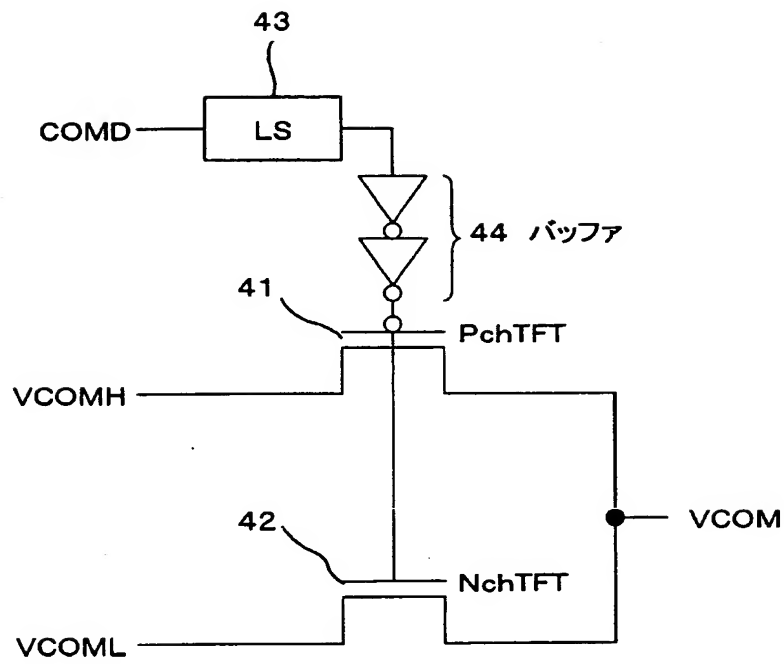 43
COMD
LS
44 バッファ
41
PchTFT
VCOMH
VCOM
42
NchTFT
VCOML